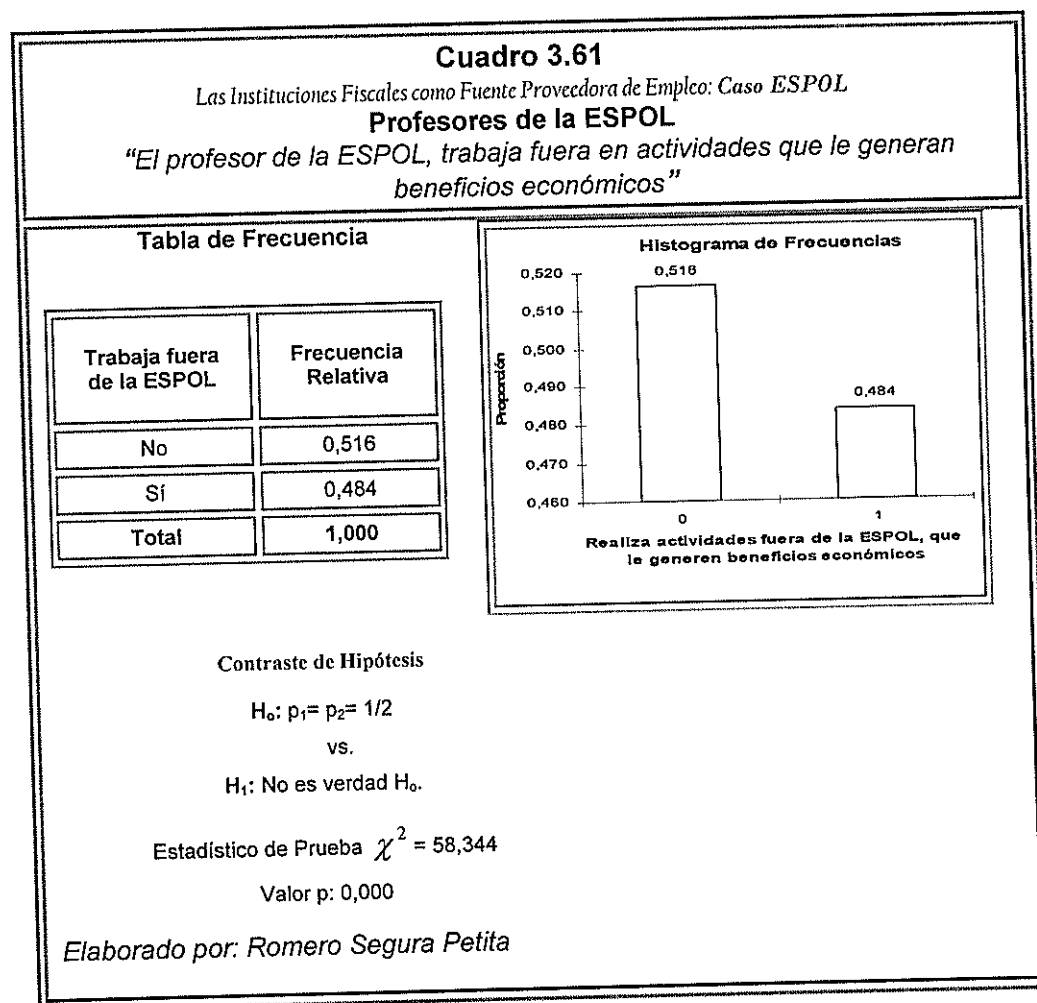 Cuadro 3.61
Las Instituciones Fiscales como Fuente Proveedora de Empleo: Caso ESPOL
Profesores de la ESPOL
"El profesor de la ESPOL, trabaja fuera en actividades que le generan
beneficios económicos"
Tabla de Frecuencia
Trabaja fuera
de la ESPOL
Frecuencia
Relativa
No 0,516
Sí 0,484
Total 1,000
Histograma de Frecuencias
Proporción
0,520
0,510
0,500
0,490
0,480
0,470
0,460
0,516
0,484
0 1
Realiza actividades fuera de la ESPOL, que
le generen beneficios económicos
Contraste de Hipótesis
Hₒ: p₁= p₂= 1/2
vs.
H₁: No es verdad Hₒ.
Estadístico de Prueba χ² = 58,344
Valor p: 0,000
Elaborado por: Romero Segura Petita